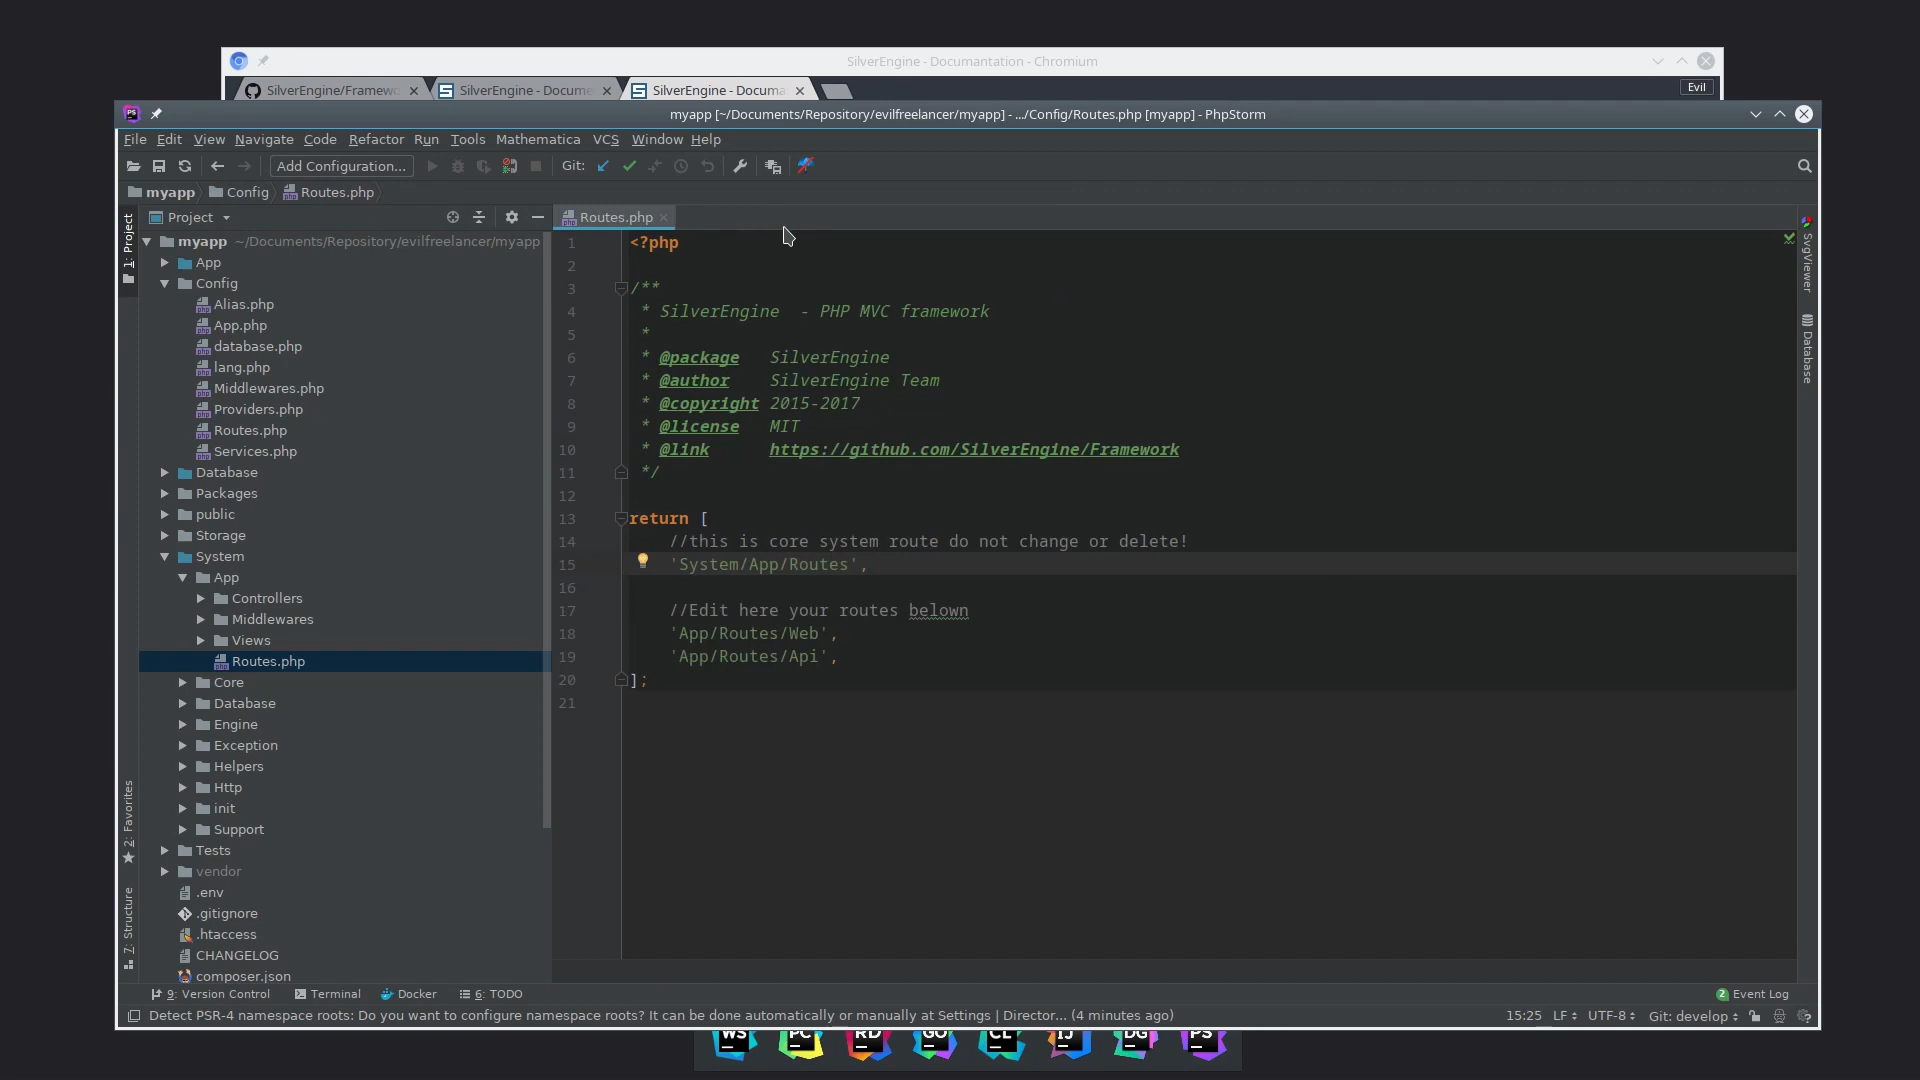 SilverEngine - Documantation - Chromium
SilverEngine/Framewo
SilverEngine - Docume
SilverEngine - Documa
Evil
PS
myapp [~/Documents/Repository/evilfreelancer/myapp] - .../Config/Routes.php [myapp] - PhpStorm
File Edit View Navigate Code Refactor Run Tools Mathematica VCS Window Help
Add Configuration...
Git:
myapp
Config
Routes.php
1: Project
Project
Routes.php
myapp ~/Documents/Repository/evilfreelancer/myapp
App
Config
Alias.php
App.php
database.php
lang.php
Middlewares.php
Providers.php
Routes.php
Services.php
Database
Packages
public
Storage
System
App
Controllers
Middlewares
Views
Routes.php
Core
Database
Engine
Exception
Helpers
Http
init
Support
Tests
vendor
.env
.gitignore
.htaccess
CHANGELOG
composer.json
2: Favorites
7: Structure
1 <?php
2
3 /**
4 * SilverEngine  - PHP MVC framework
5 *
6 * @package   SilverEngine
7 * @author    SilverEngine Team
8 * @copyright 2015-2017
9 * @license   MIT
10 * @link      https://github.com/SilverEngine/Framework
11 */
12
13 return [
14 //this is core system route do not change or delete!
15 'System/App/Routes',
16
17 //Edit here your routes belown
18 'App/Routes/Web',
19 'App/Routes/Api',
20 ];
21
SvgViewer
Database
9: Version Control
Terminal
Docker
6: TODO
2 Event Log
Detect PSR-4 namespace roots: Do you want to configure namespace roots? It can be done automatically or manually at Settings | Director... (4 minutes ago)
15:25 LF UTF-8 Git: develop
WS PC RD GO CL IJ DG PS